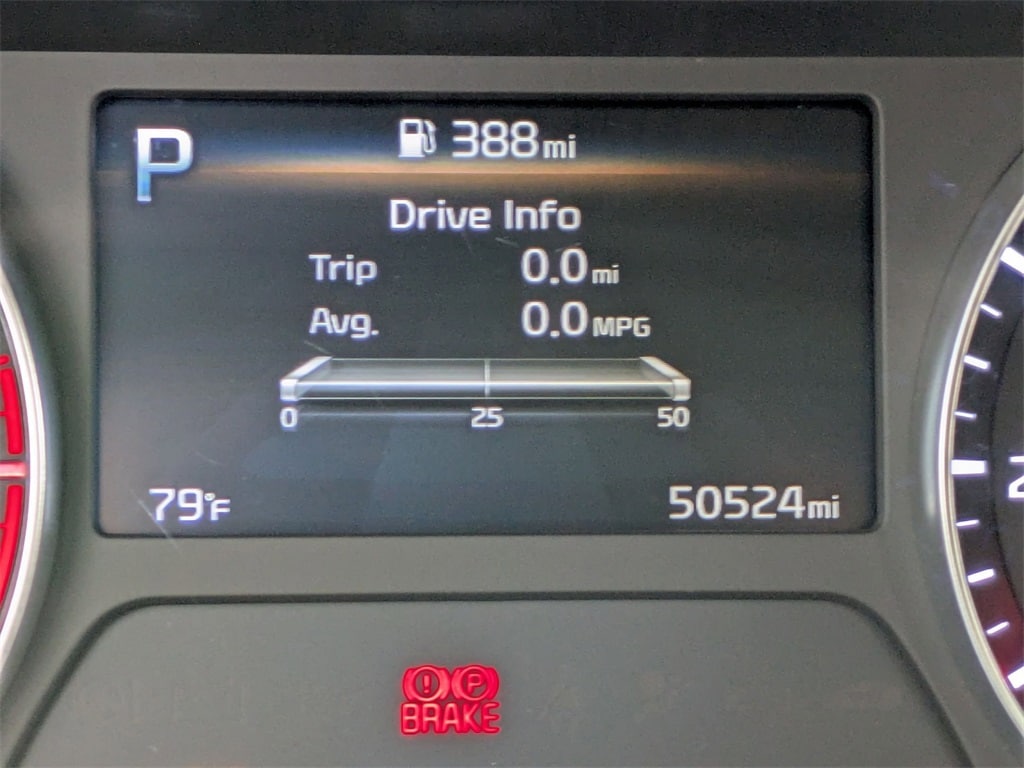 P
388mi
Drive Info
Trip 0.0mi
Avg. 0.0MPG
0 25 50
79°F 50524mi
! P
BRAKE